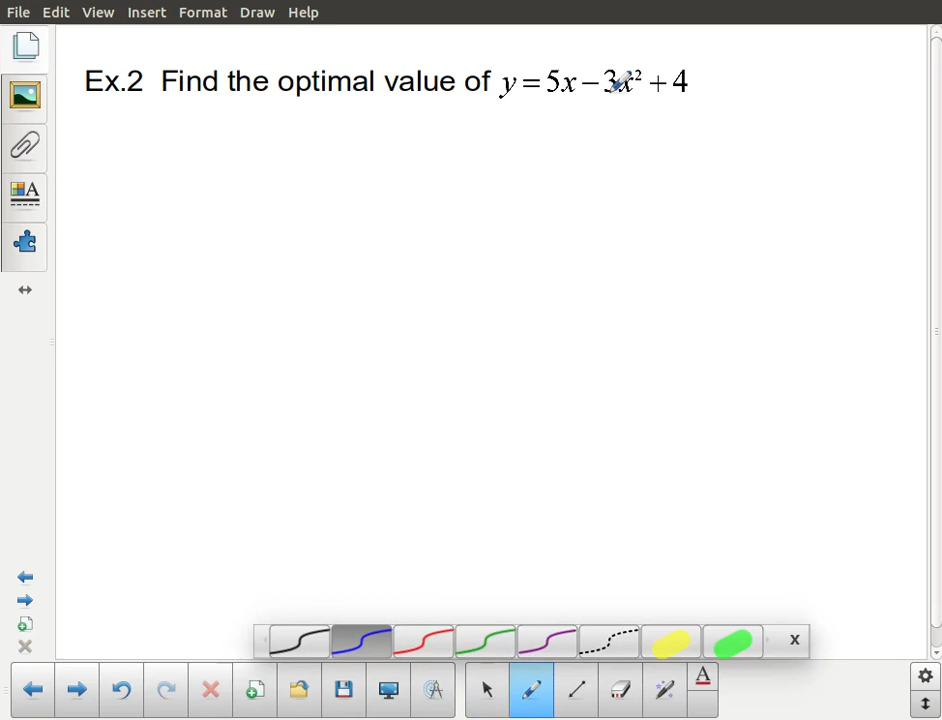 File Edit View Insert Format Draw Help
Ex.2 Find the optimal value of y = 5x − 3x² + 4
A
x
A